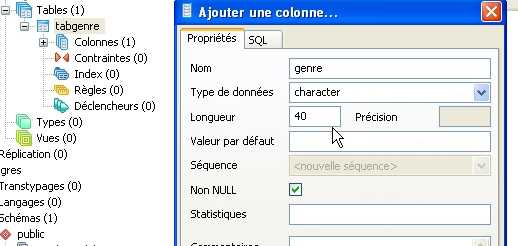 Tables (1)
tabgenre
Colonnes (1)
Contraintes (0)
Index (0)
Règles (0)
Déclencheurs (0)
Types (0)
Vues (0)
Réplication (0)
gres
Transtypages (0)
Langages (0)
Schémas (1)
public
Ajouter une colonne...
Propriétés SQL
Nom genre
Type de données character
Longueur 40 Précision
Valeur par défaut
Séquence <nouvelle séquence>
Non NULL
Statistiques
Commentaires